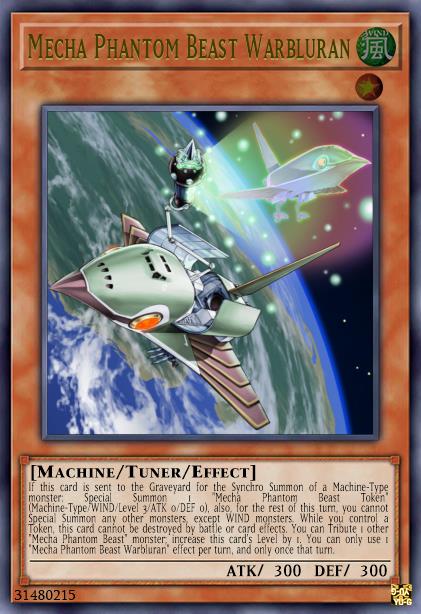 MECHA PHANTOM BEAST WARBLURAN
WIND
風
[MACHINE/TUNER/EFFECT]
If this card is sent to the Graveyard for the Synchro Summon of a Machine-Type
monster: Special Summon 1 "Mecha Phantom Beast Token"
(Machine-Type/WIND/Level 3/ATK 0/DEF 0), also, for the rest of this turn, you cannot
Special Summon any other monsters, except WIND monsters. While you control a
Token, this card cannot be destroyed by battle or card effects. You can Tribute 1 other
"Mecha Phantom Beast" monster; increase this card's Level by 1. You can only use 1
"Mecha Phantom Beast Warbluran" effect per turn, and only once that turn.
ATK/ 300 DEF/ 300
31480215